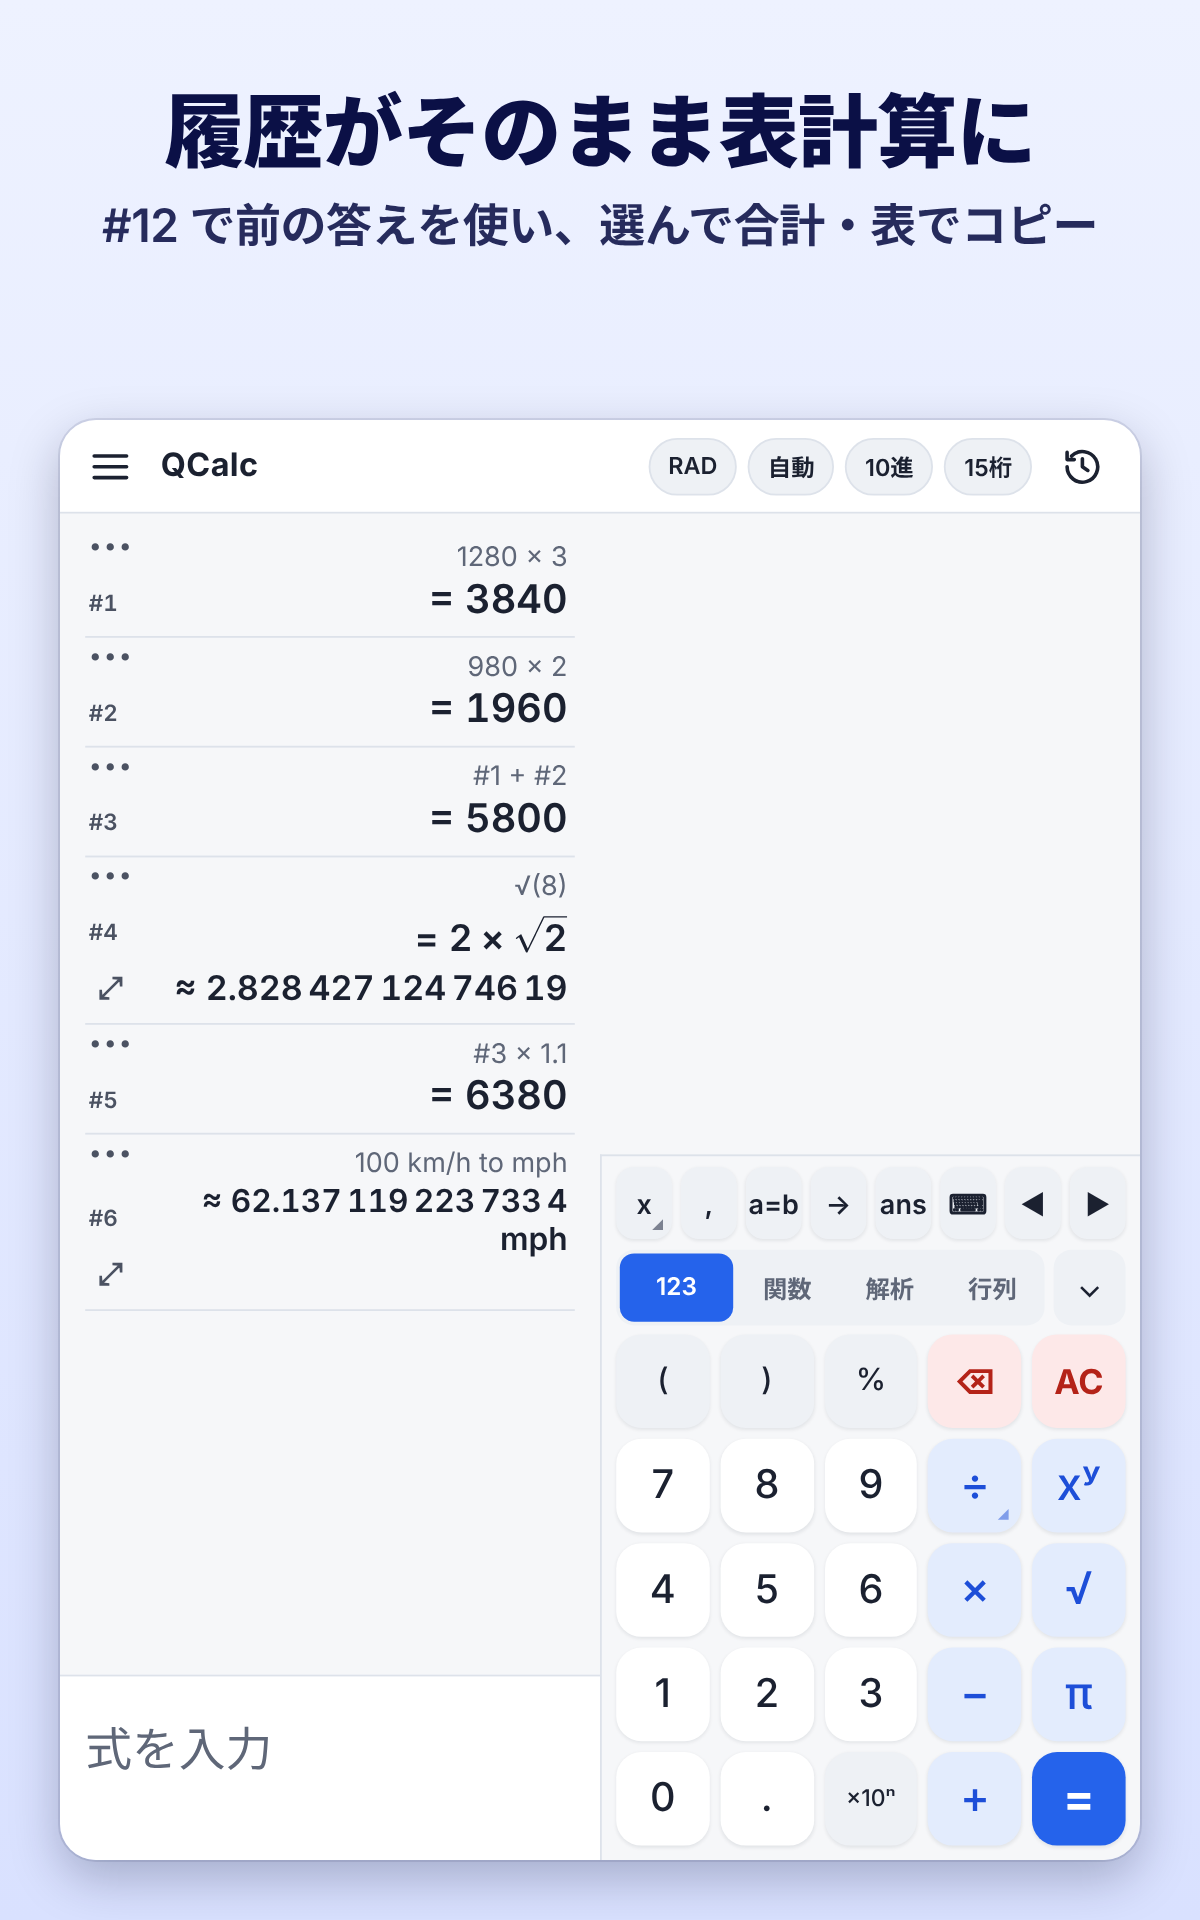 履歴がそのまま表計算に
#12 で前の答えを使い、選んで合計・表でコピー
QCalc
RAD 自動 10進 15桁
1280 × 3
#1 = 3840
980 × 2
#2 = 1960
#1 + #2
#3 = 5800
√(8)
#4 = 2 × √2
≈ 2.828 427 124 746 19
#3 × 1.1
#5 = 6380
100 km/h to mph
#6 ≈ 62.137 119 223 733 4
mph
式を入力
x , a=b → ans ⌨ ◀ ▶
123 関数 解析 行列
( ) % ⌫ AC
7 8 9 ÷ xʸ
4 5 6 × √
1 2 3 − π
0 . ×10ⁿ + =